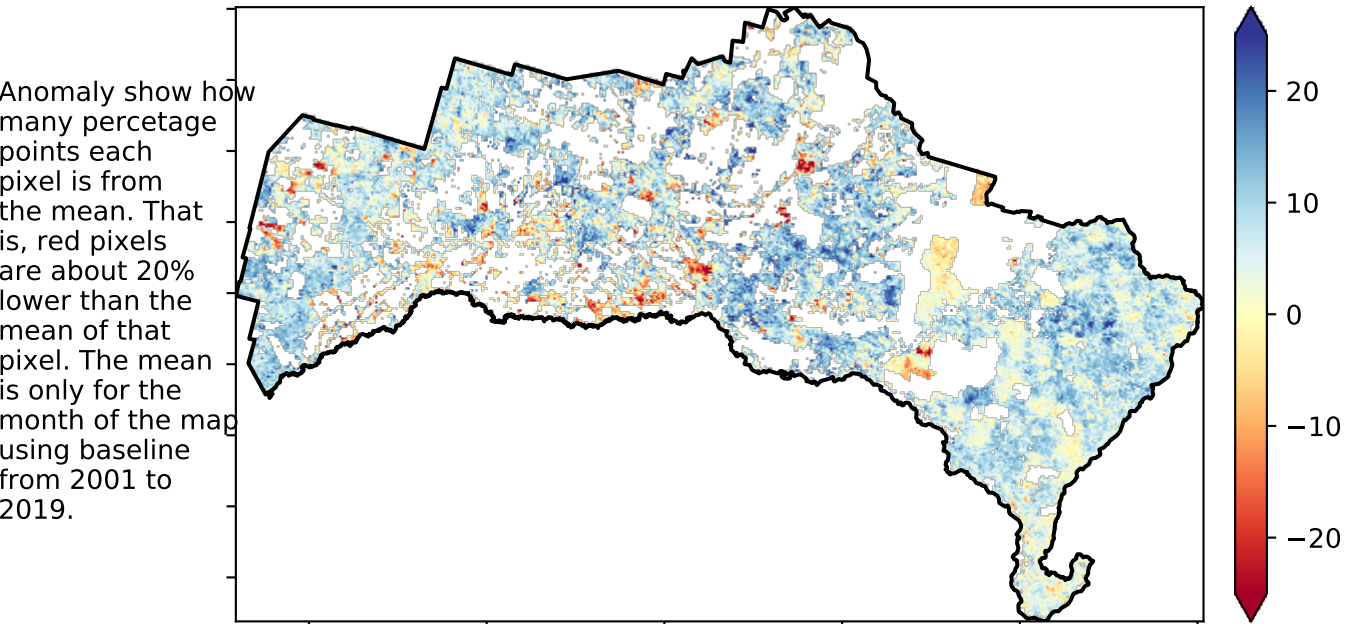 Anomaly show how
many percetage
points each
pixel is from
the mean. That
is, red pixels
are about 20%
lower than the
mean of that
pixel. The mean
is only for the
month of the map
using baseline
from 2001 to
2019.
20
10
0
−10
−20